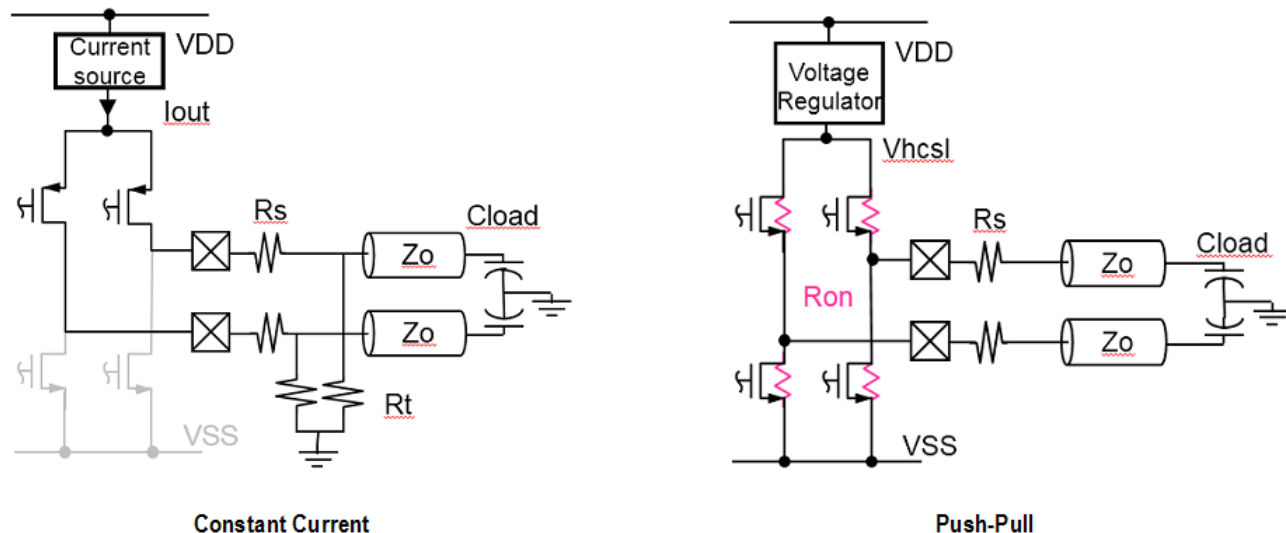 VDD
Current
source
Iout
Rs
Cload
Zo
Zo
Rt
VSS
Constant Current
VDD
Voltage
Regulator
Vhcsl
Rs
Cload
Zo
Ron
Zo
VSS
Push-Pull